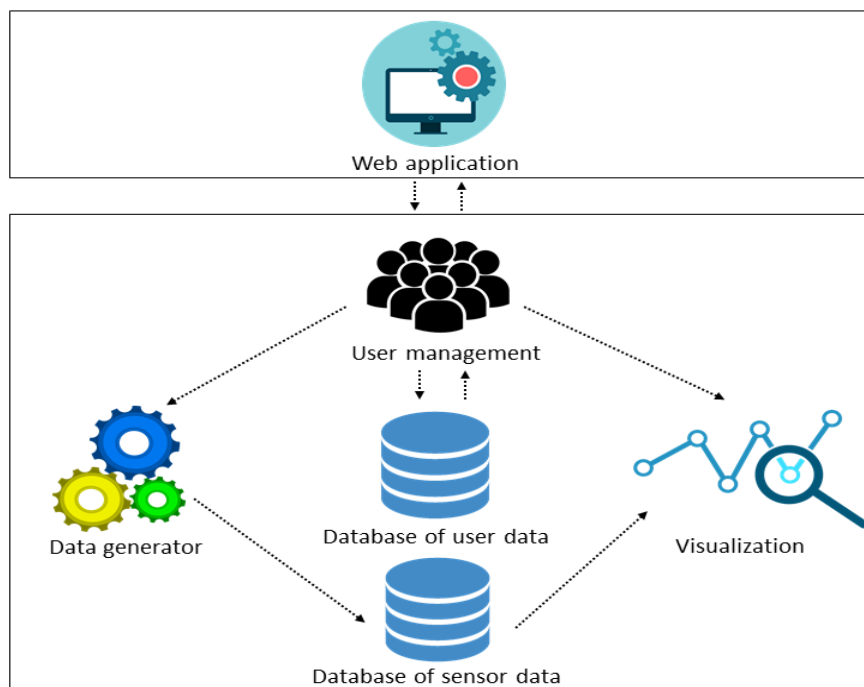 Web application
User management
Data generator
Database of user data
Visualization
Database of sensor data